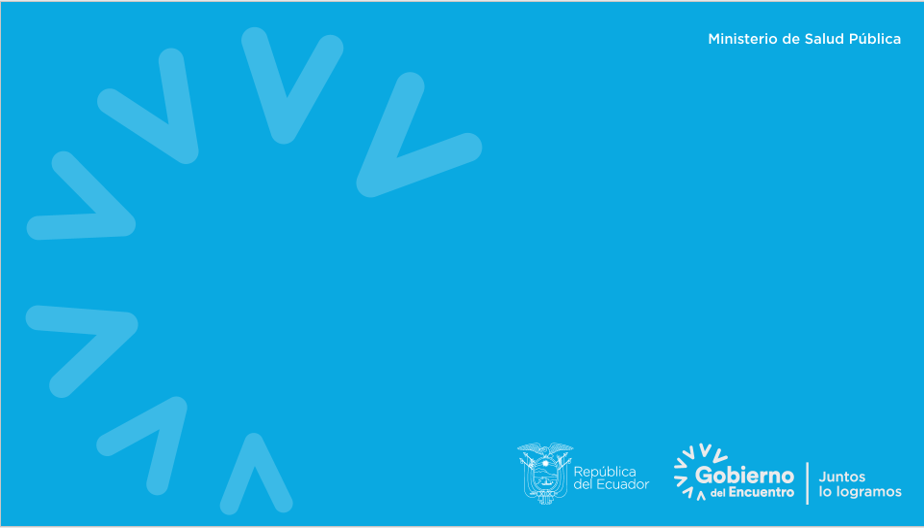 Ministerio de Salud Pública
República
del Ecuador
Gobierno
del Encuentro
Juntos
lo logramos